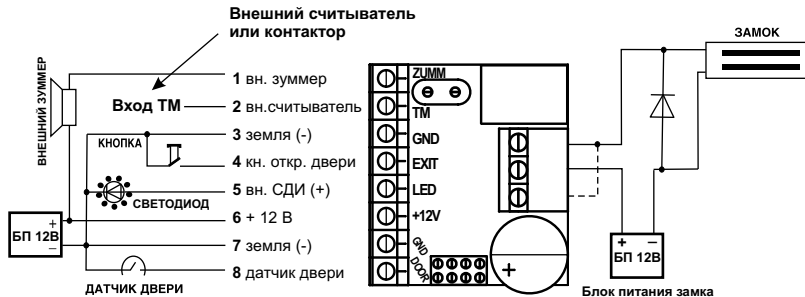 Внешний считыватель
или контактор
ЗАМОК
ВНЕШНИЙ ЗУММЕР
1 вн. зуммер
Вход ТМ
2 вн.считыватель
3 земля (-)
КНОПКА
4 кн. откр. двери
5 вн. СДИ (+)
СВЕТОДИОД
6 + 12 В
+
БП 12В
−
7 земля (-)
8 датчик двери
ДАТЧИК ДВЕРИ
ZUMM
TM
GND
EXIT
LED
+12V
GND
DOOR
+
+ −
БП 12В
Блок питания замка